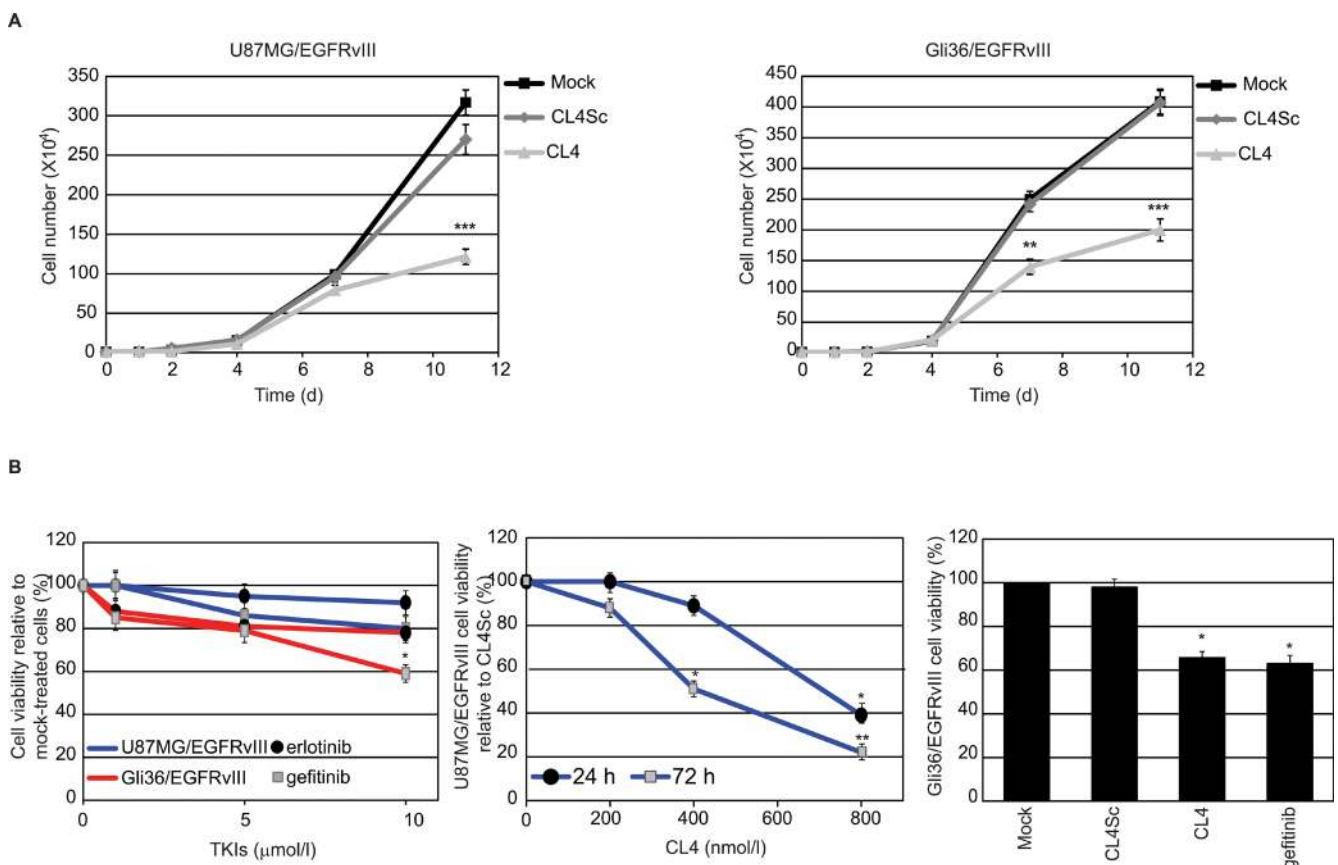 A
U87MG/EGFRvIII
350
300
250
200
150
100
50
0
Cell number (X10⁴)
0 2 4 6 8 10 12
Time (d)
***
Mock
CL4Sc
CL4
Gli36/EGFRvIII
450
400
350
300
250
200
150
100
50
0
Cell number (X10⁴)
0 2 4 6 8 10 12
Time (d)
**
***
Mock
CL4Sc
CL4
B
120
100
80
60
40
20
0
Cell viability relative to
mock-treated cells (%)
*
U87MG/EGFRvIII erlotinib
Gli36/EGFRvIII gefitinib
0 5 10
TKIs (μmol/l)
120
100
80
60
40
20
0
U87MG/EGFRvIII cell viability
relative to CL4Sc (%)
*
*
**
24 h 72 h
0 200 400 600 800
CL4 (nmol/l)
120
100
80
60
40
20
0
Gli36/EGFRvIII cell viability (%)
* *
Mock
CL4Sc
CL4
gefitinib